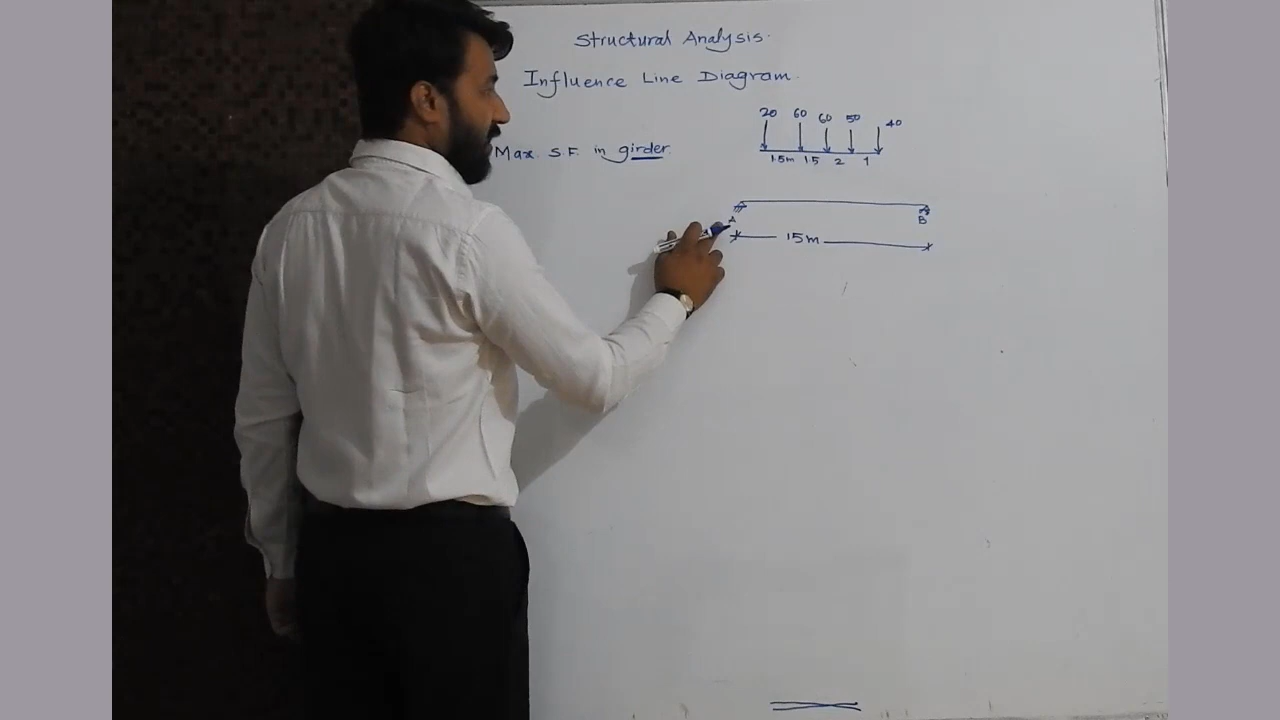 Structural Analysis.
Influence Line Diagram.
Max. S.F. in girder
20 60 60 50 40
1.5m 1.5 2 1
A B
15m